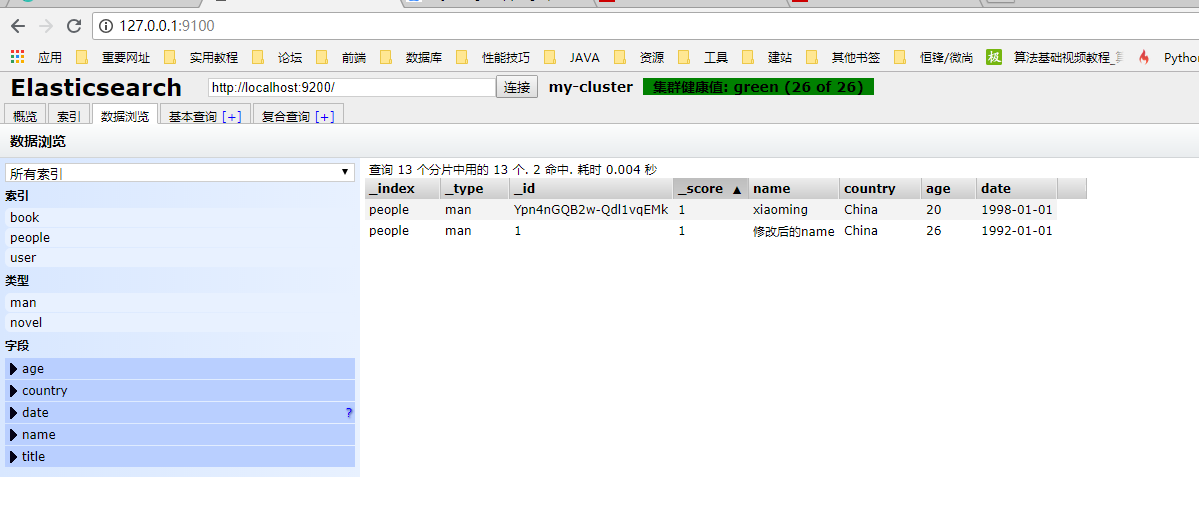 127.0.0.1:9100
应用 重要网址 实用教程 论坛 前端 数据库 性能技巧 JAVA 资源 工具 建站 其他书签 恒锋/微尚 极 算法基础视频教程_ Pytho
Elasticsearch http://localhost:9200/ 连接 my-cluster 集群健康值: green (26 of 26)
概览 索引 数据浏览 基本查询 [+] 复合查询 [+]
数据浏览
所有索引
索引
book
people
user
类型
man
novel
字段
age
country
date ?
name
title
查询 13 个分片中用的 13 个. 2 命中. 耗时 0.004 秒
_index _type _id _score ▲ name country age date
people man Ypn4nGQB2w-Qdl1vqEMk 1 xiaoming China 20 1998-01-01
people man 1 1 修改后的name China 26 1992-01-01